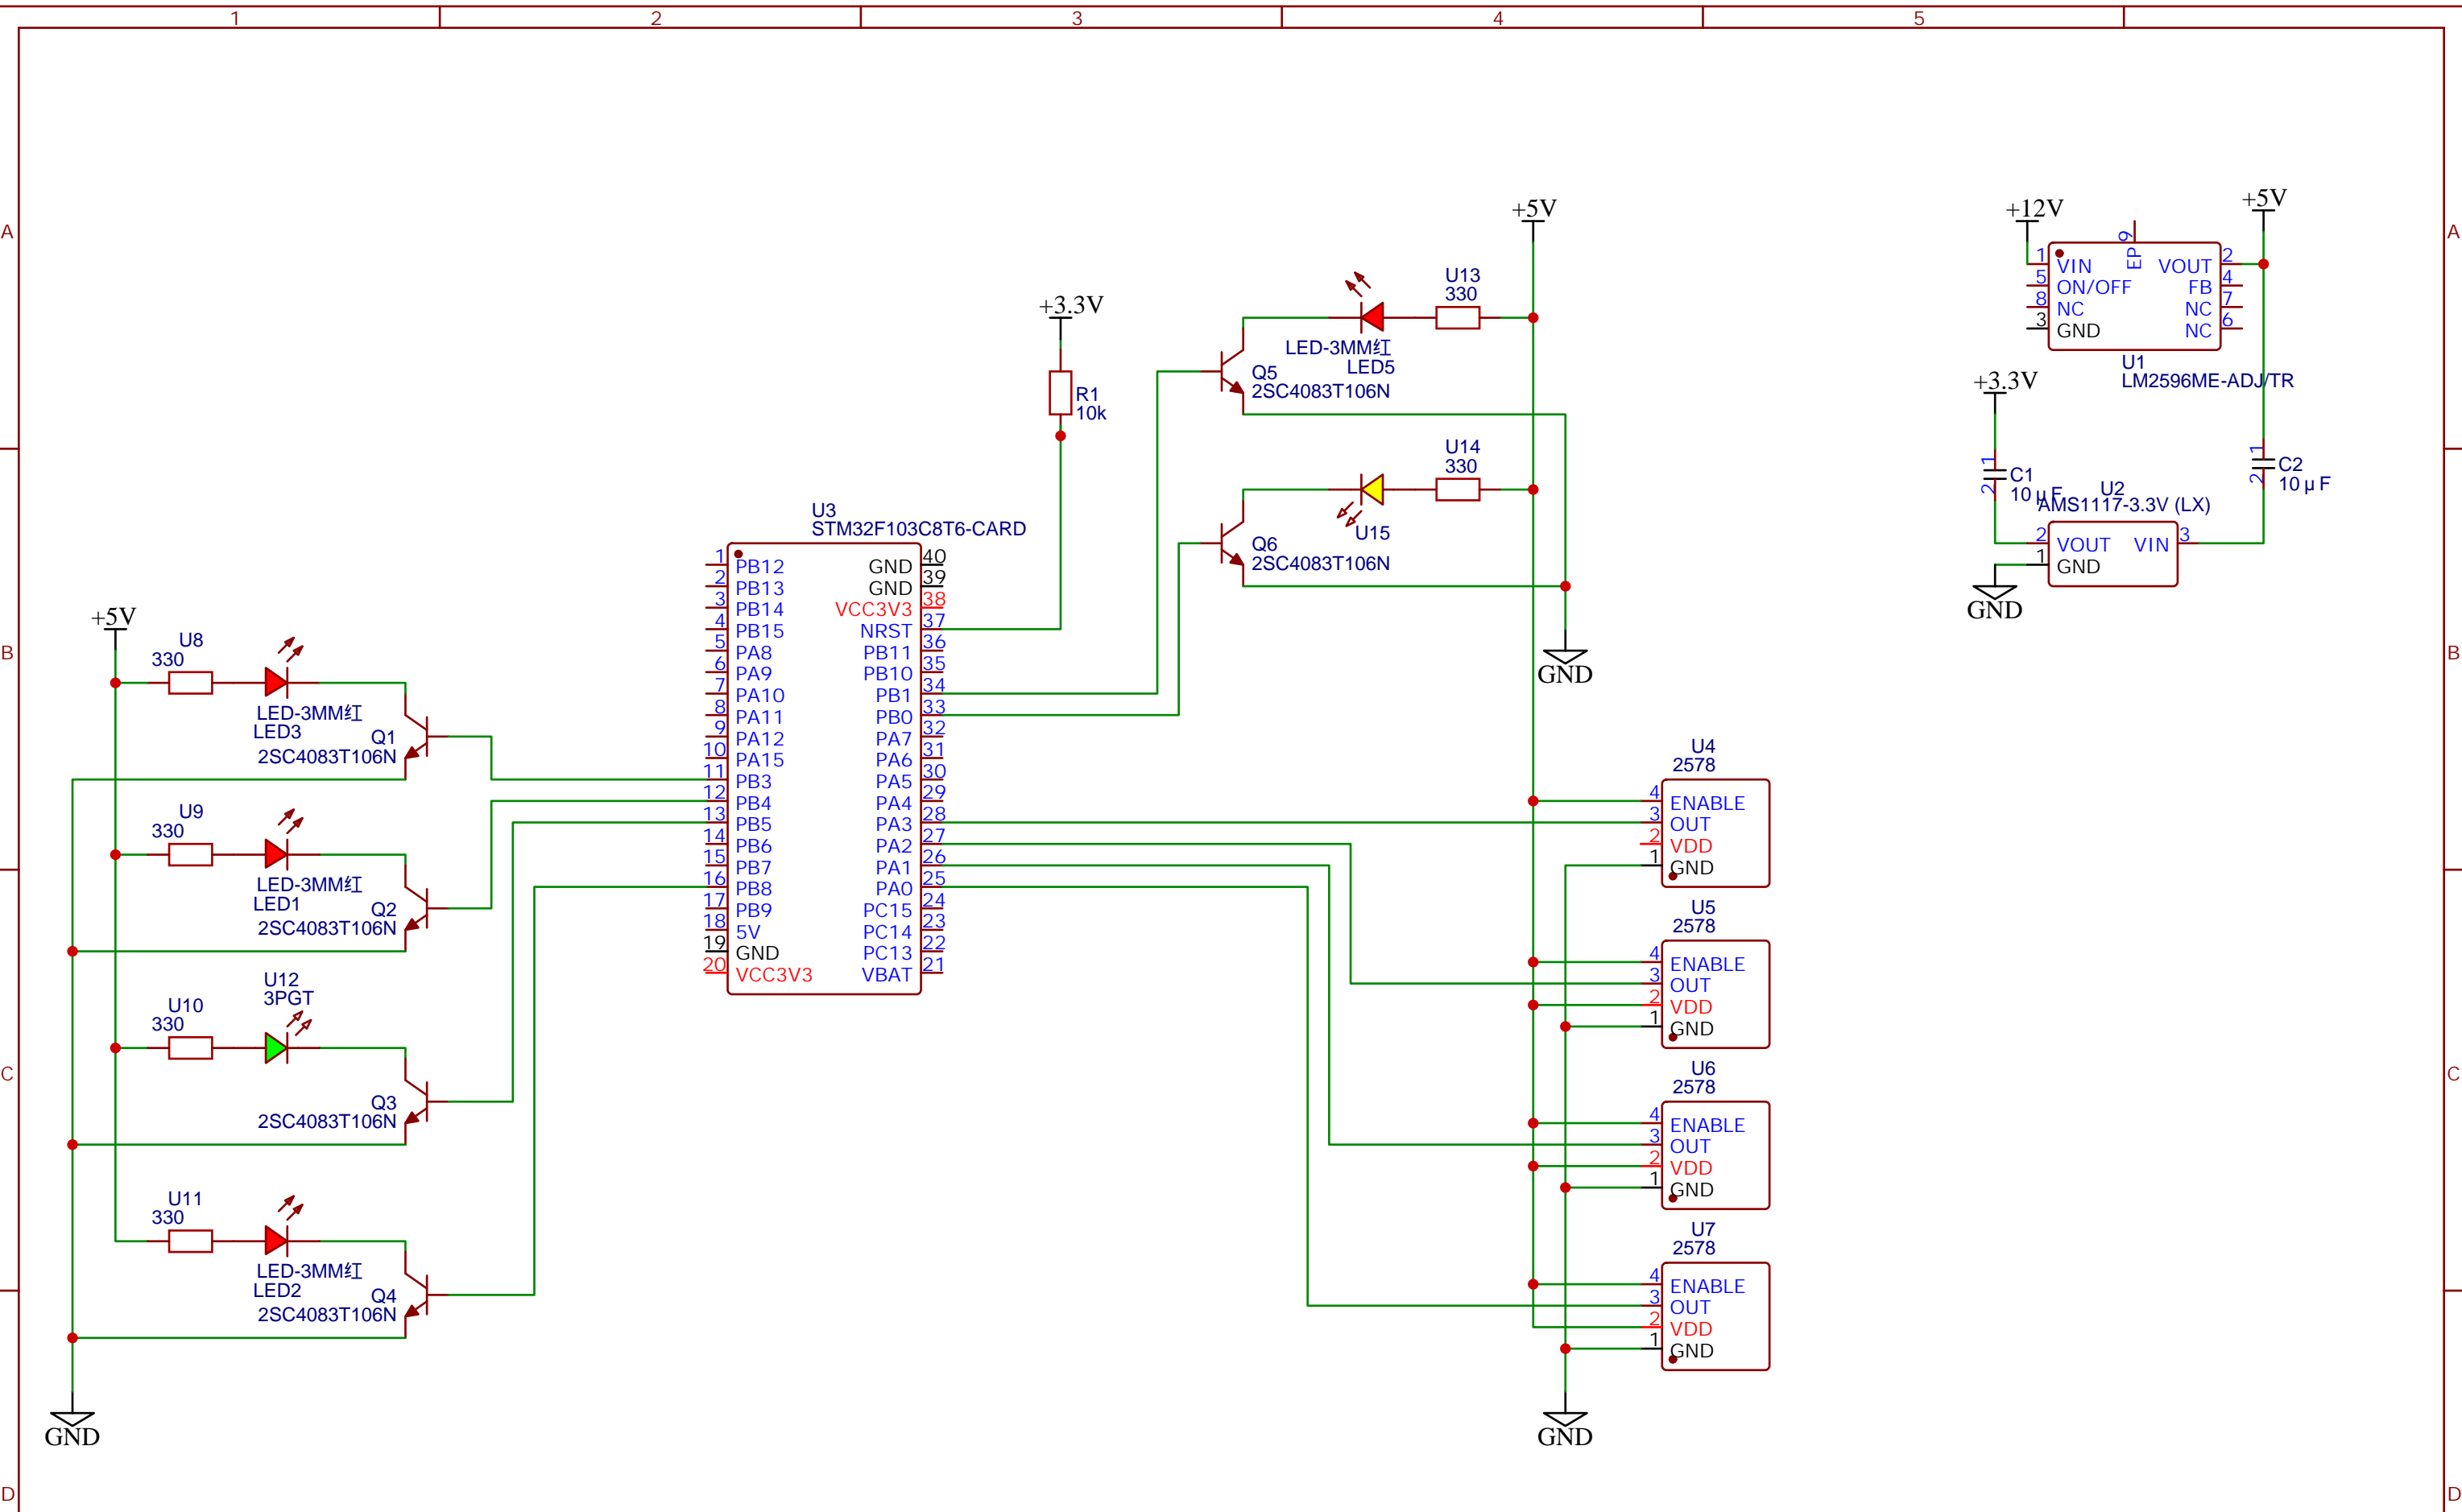 1 2 3 4 5
A
B
C
D
A
B
C
D
+5V
U8
330
LED-3MM红
LED3
Q1
2SC4083T106N
U9
330
LED-3MM红
LED1
Q2
2SC4083T106N
U12
3PGT
U10
330
Q3
2SC4083T106N
U11
330
LED-3MM红
LED2
Q4
2SC4083T106N
GND
U3
STM32F103C8T6-CARD
1 PB12 GND 40
2 PB13 GND 39
3 PB14 VCC3V3 38
4 PB15 NRST 37
5 PA8 PB11 36
6 PA9 PB10 35
7 PA10 PB1 34
8 PA11 PB0 33
9 PA12 PA7 32
10 PA15 PA6 31
11 PB3 PA5 30
12 PB4 PA4 29
13 PB5 PA3 28
14 PB6 PA2 27
15 PB7 PA1 26
16 PB8 PA0 25
17 PB9 PC15 24
18 5V PC14 23
19 GND PC13 22
20 VCC3V3 VBAT 21
+3.3V
R1
10k
+5V
U13
330
LED-3MM红
LED5
Q5
2SC4083T106N
U14
330
U15
Q6
2SC4083T106N
GND
U4
2578
4 ENABLE
3 OUT
2 VDD
1 GND
U5
2578
4 ENABLE
3 OUT
2 VDD
1 GND
U6
2578
4 ENABLE
3 OUT
2 VDD
1 GND
U7
2578
4 ENABLE
3 OUT
2 VDD
1 GND
GND
+12V
+5V
EP 9
1 VIN VOUT 2
5 ON/OFF FB 4
8 NC NC 7
3 GND NC 6
U1
LM2596ME-ADJ/TR
+3.3V
1
2
C1
10μF
1
2
C2
10μF
U2
AMS1117-3.3V (LX)
2 VOUT VIN 3
1 GND
GND